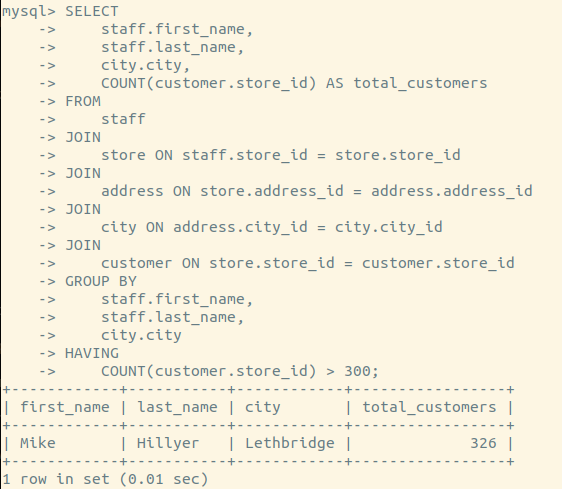 mysql> SELECT
    ->     staff.first_name,
    ->     staff.last_name,
    ->     city.city,
    ->     COUNT(customer.store_id) AS total_customers
    -> FROM
    ->     staff
    -> JOIN
    ->     store ON staff.store_id = store.store_id
    -> JOIN
    ->     address ON store.address_id = address.address_id
    -> JOIN
    ->     city ON address.city_id = city.city_id
    -> JOIN
    ->     customer ON store.store_id = customer.store_id
    -> GROUP BY
    ->     staff.first_name,
    ->     staff.last_name,
    ->     city.city
    -> HAVING
    ->     COUNT(customer.store_id) > 300;
+------------+-----------+------------+-----------------+
| first_name | last_name | city       | total_customers |
+------------+-----------+------------+-----------------+
| Mike       | Hillyer   | Lethbridge |             326 |
+------------+-----------+------------+-----------------+
1 row in set (0.01 sec)